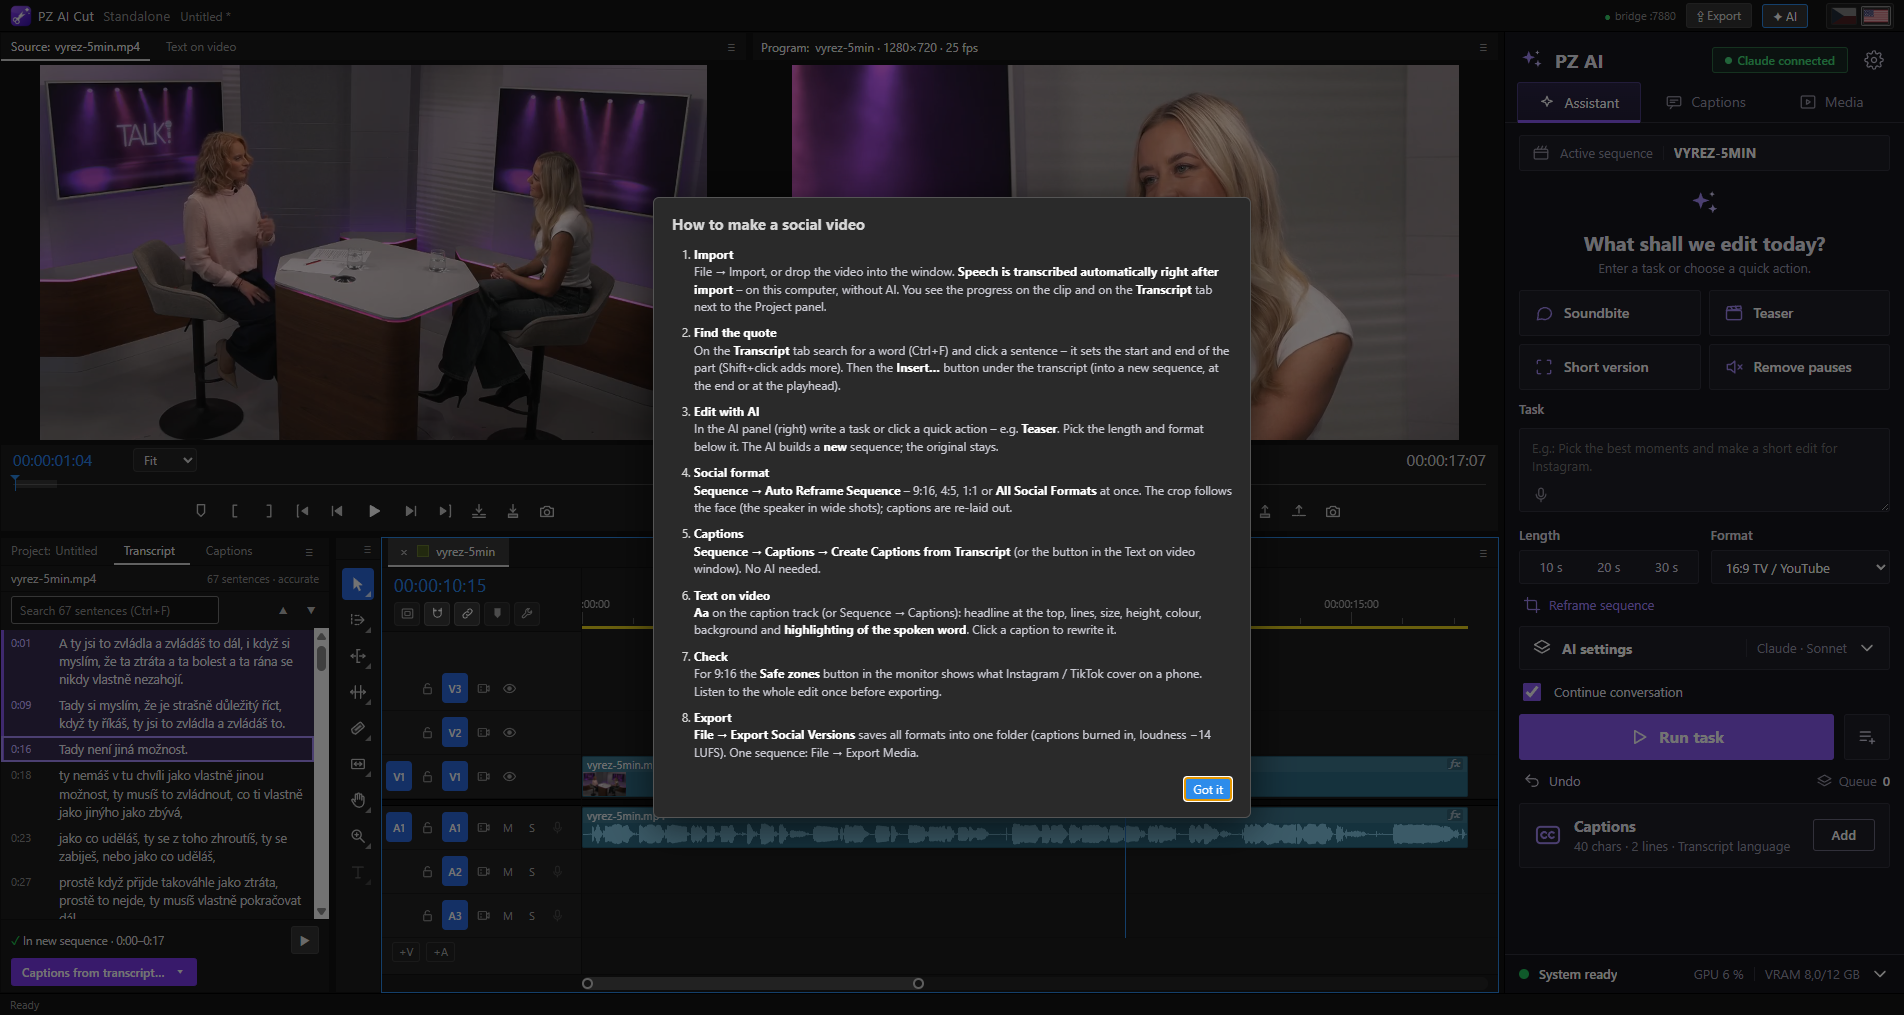 PZ AI Cut Standalone Untitled *
bridge :7880 Export AI
Source: vyrez-5min.mp4 Text on video
Program: vyrez-5min · 1280×720 · 25 fps
TALK!
00:00:01:04 Fit
00:00:17:07
Project: Untitled Transcript Captions
vyrez-5min.mp4 67 sentences · accurate
Search 67 sentences (Ctrl+F)
0:01 A ty jsi to zvládla a zvládáš to dál, i když si
myslím, že ta ztráta a ta bolest a ta rána se
nikdy vlastně nezahojí.
0:09 Tady si myslím, že je strašně důležitý říct,
když ty říkáš, ty jsi to zvládla a zvládáš to.
0:16 Tady není jiná možnost.
0:18 ty nemáš v tu chvíli jako vlastně jinou
možnost, ty musíš to zvládnout, co ti vlastně
jako jinýho jako zbývá,
0:23 jako co uděláš, ty se z toho zhroutíš, ty se
zabiješ, nebo jako co uděláš,
0:27 prostě když přijde takováhle jako ztráta,
prostě to nejde, ty musíš vlastně pokračovat
dál
✓ In new sequence · 0:00–0:17
Captions from transcript...
Ready
× vyrez-5min
00:00:10:15
:00:00 00:00:15:00
V3
V2
V1 V1
A1 A1 M S
A2 M S
A3 M S
+V +A
vyrez-5min.m fx
vyrez-5min.mp4 fx
How to make a social video
1. Import
File → Import, or drop the video into the window. Speech is transcribed automatically right after
import – on this computer, without AI. You see the progress on the clip and on the Transcript tab
next to the Project panel.
2. Find the quote
On the Transcript tab search for a word (Ctrl+F) and click a sentence – it sets the start and end of the
part (Shift+click adds more). Then the Insert... button under the transcript (into a new sequence, at
the end or at the playhead).
3. Edit with AI
In the AI panel (right) write a task or click a quick action – e.g. Teaser. Pick the length and format
below it. The AI builds a new sequence; the original stays.
4. Social format
Sequence → Auto Reframe Sequence – 9:16, 4:5, 1:1 or All Social Formats at once. The crop follows
the face (the speaker in wide shots); captions are re-laid out.
5. Captions
Sequence → Captions → Create Captions from Transcript (or the button in the Text on video
window). No AI needed.
6. Text on video
Aa on the caption track (or Sequence → Captions): headline at the top, lines, size, height, colour,
background and highlighting of the spoken word. Click a caption to rewrite it.
7. Check
For 9:16 the Safe zones button in the monitor shows what Instagram / TikTok cover on a phone.
Listen to the whole edit once before exporting.
8. Export
File → Export Social Versions saves all formats into one folder (captions burned in, loudness −14
LUFS). One sequence: File → Export Media.
Got it
PZ AI Claude connected
Assistant Captions Media
Active sequence VYREZ-5MIN
What shall we edit today?
Enter a task or choose a quick action.
Soundbite Teaser
Short version Remove pauses
Task
E.g.: Pick the best moments and make a short edit for
Instagram.
Length Format
10 s 20 s 30 s 16:9 TV / YouTube
Reframe sequence
AI settings Claude · Sonnet
Continue conversation
Run task
Undo Queue 0
CC Captions Add
40 chars · 2 lines · Transcript language
System ready GPU 6 % VRAM 8,0/12 GB